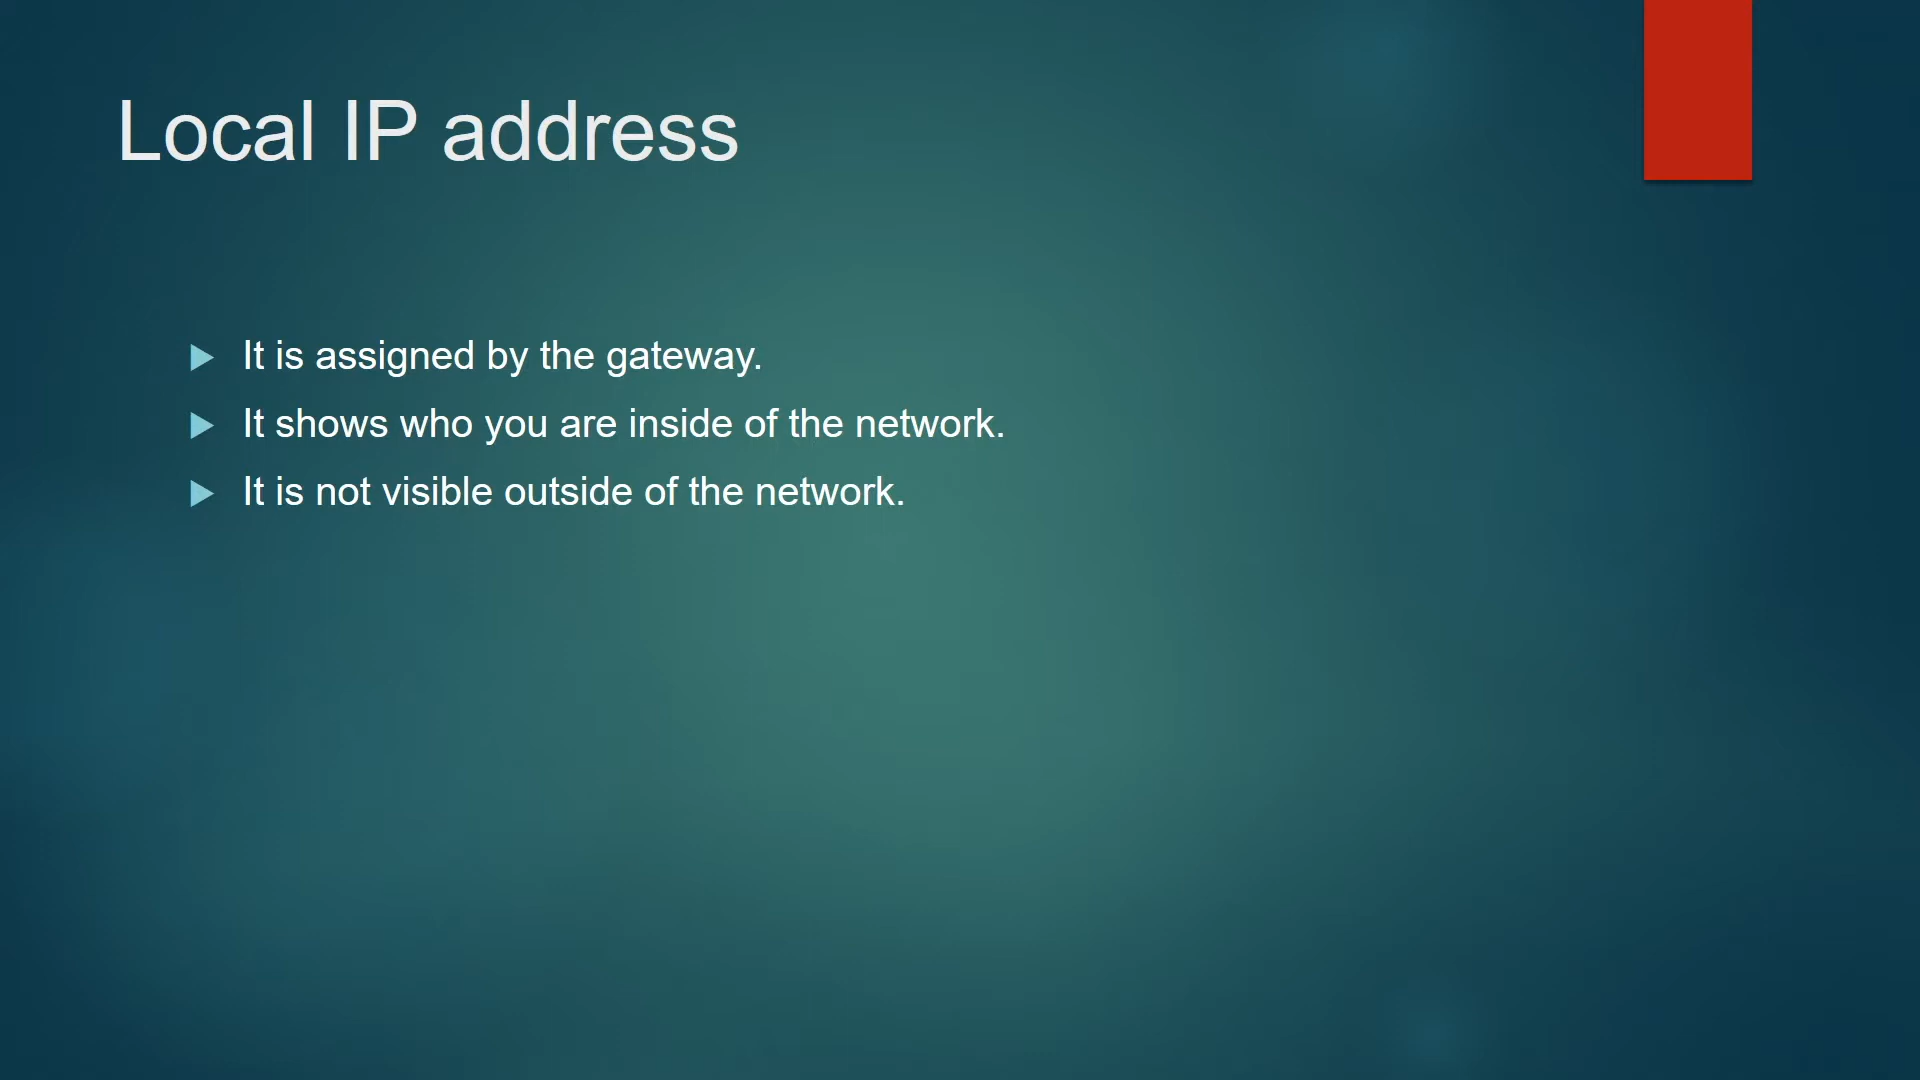 Local IP address
It is assigned by the gateway.
It shows who you are inside of the network.
It is not visible outside of the network.